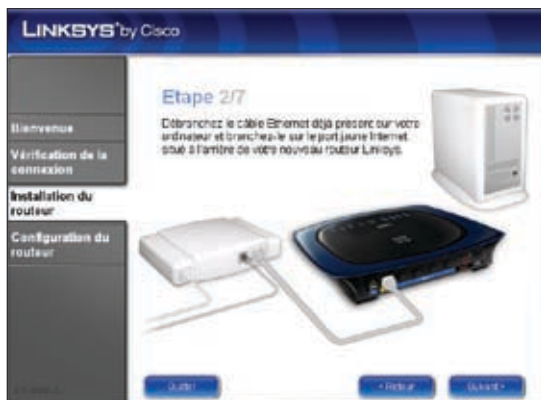 LINKSYS® by Cisco
Etape 2/7
Débranchez le câble Ethernet déjà présent sur votre
ordinateur et branchez-le sur le port jaune Internet
situé à l'arrière de votre nouveau routeur Linksys.
Bienvenue
Vérification de la
connexion
Installation du
routeur
Configuration du
routeur
Quitter
< Retour
Suivant >